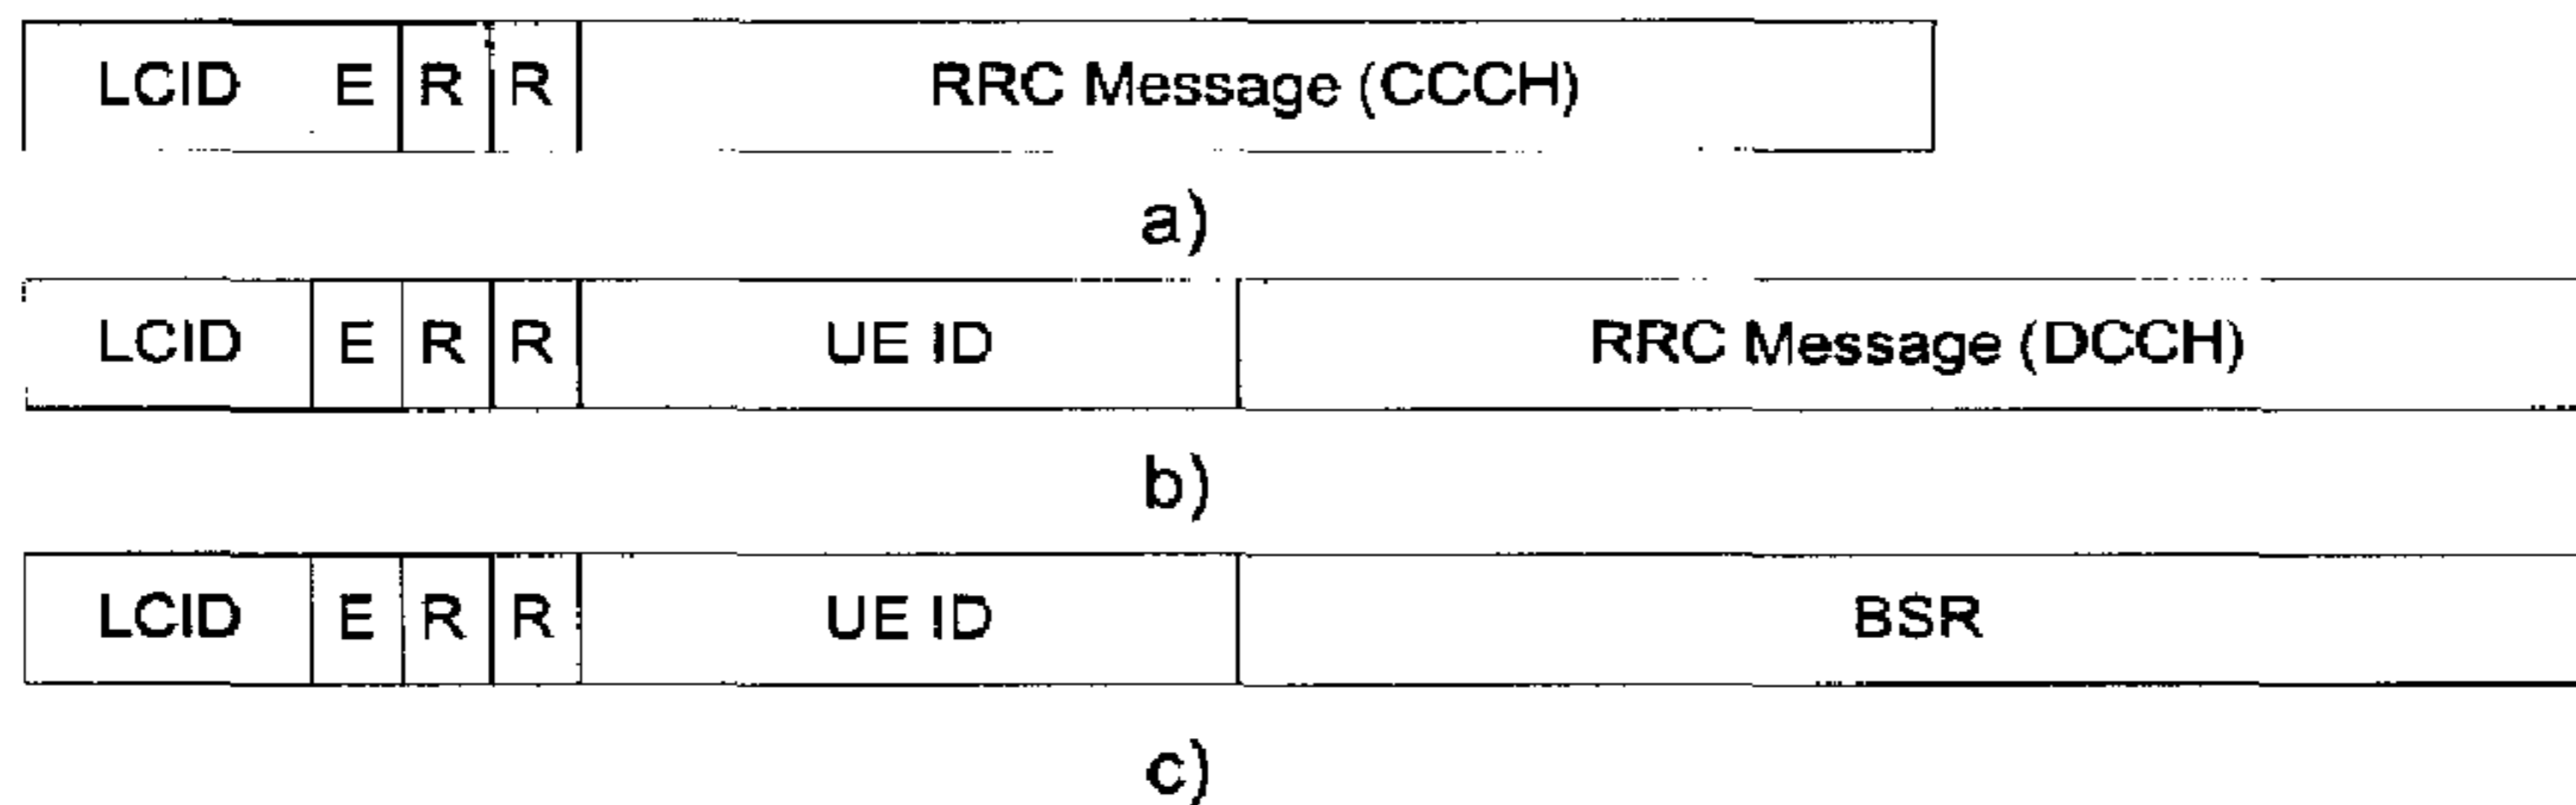 LCID E R R RRC Message (CCCH)
a)
LCID E R R UE ID RRC Message (DCCH)
b)
LCID E R R UE ID BSR
c)